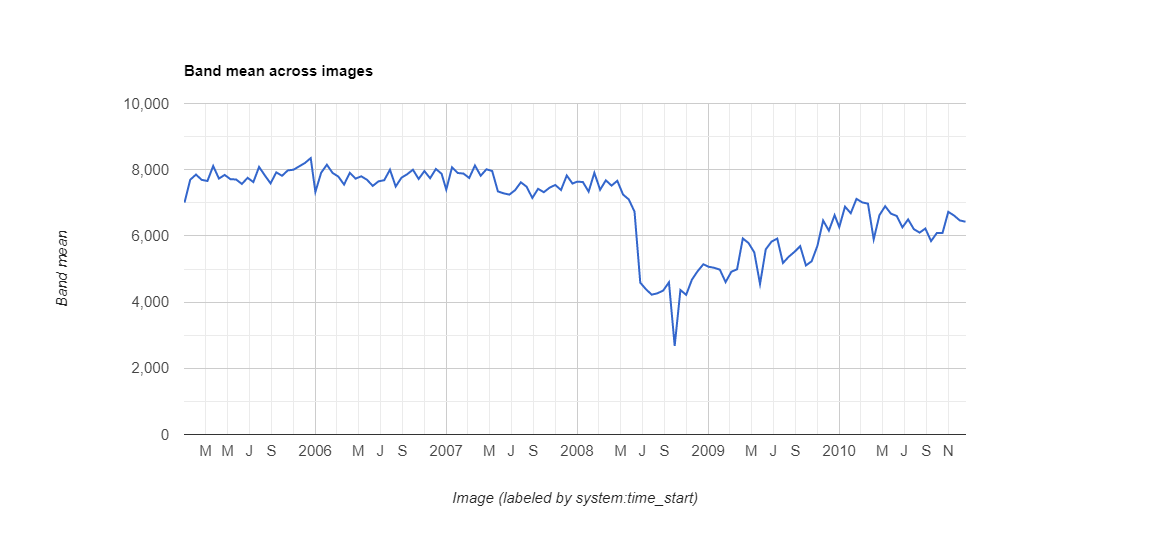 Band mean across images
10,000
8,000
6,000
4,000
2,000
0
Band mean
M M J S 2006 M J S 2007 M J S 2008 M J S 2009 M J S 2010 M J S N
Image (labeled by system:time_start)